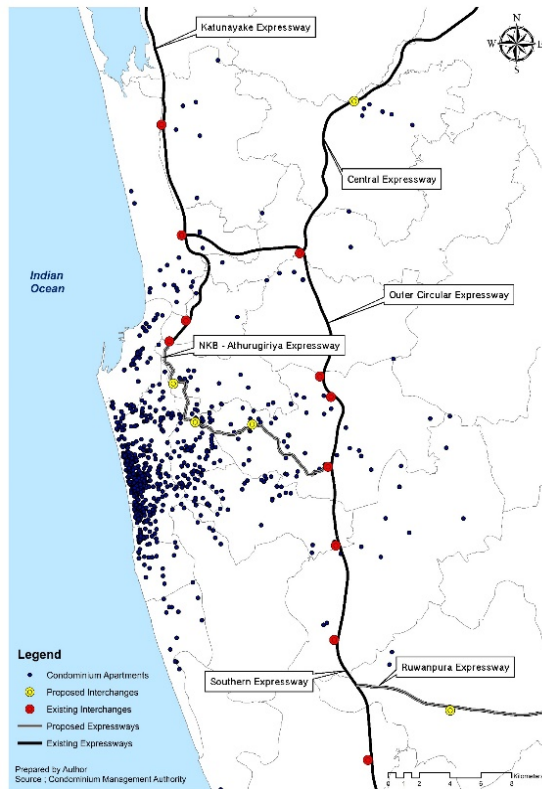 Katunayake Expressway
N
W E
S
Central Expressway
Indian
Ocean
Outer Circular Expressway
NKB - Athurugiriya Expressway
Legend
Condominium Apartments
Proposed Interchanges
Existing Interchanges
Proposed Expressways
Existing Expressways
Southern Expressway
Ruwanpura Expressway
Prepared by Author
Source ; Condominium Management Authority
Kilometers
0 1 2 4 6 8